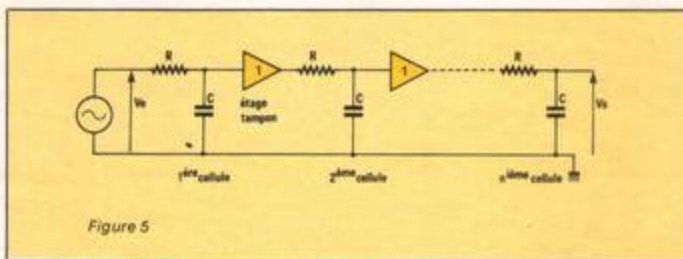 R 1 R 1 R
Ve C étage tampon C C Vs
1ère cellule 2ème cellule nième cellule
Figure 5